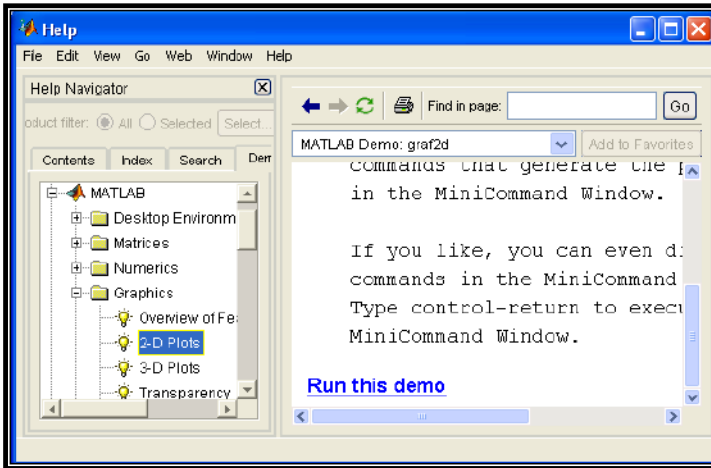 Help
File Edit View Go Web Window Help
Help Navigator
oduct filter: All Selected Select...
Contents Index Search Dem
MATLAB
Desktop Environm
Matrices
Numerics
Graphics
Overview of Fe
2-D Plots
3-D Plots
Transparency
Find in page: Go
MATLAB Demo: graf2d Add to Favorites
commands that generate the p
in the MiniCommand Window.
If you like, you can even di
commands in the MiniCommand
Type control-return to execu
MiniCommand Window.
Run this demo